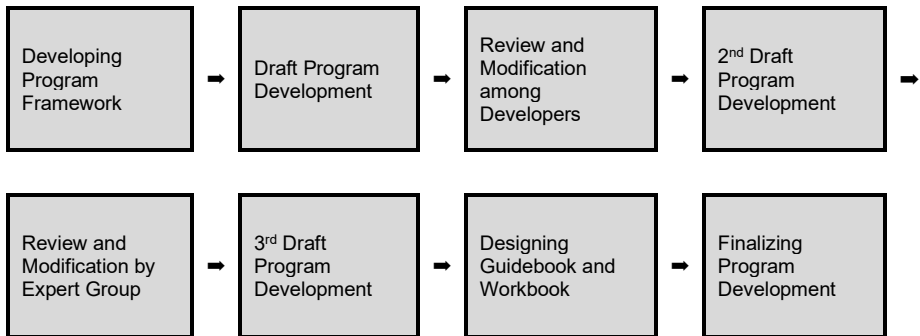 Developing
Program
Framework
➡
Draft Program
Development
➡
Review and
Modification
among
Developers
➡
2nd Draft
Program
Development
➡
Review and
Modification by
Expert Group
➡
3rd Draft
Program
Development
➡
Designing
Guidebook and
Workbook
➡
Finalizing
Program
Development